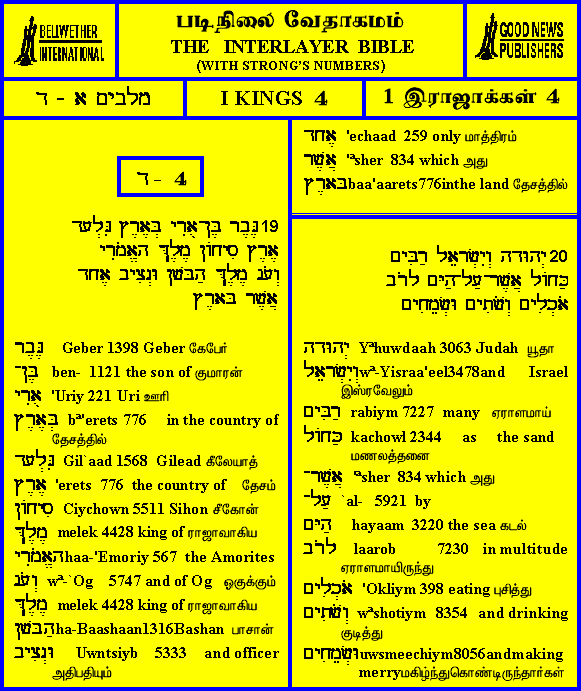 BELLWETHER
INTERNATIONAL
படிநிலை வேதாகமம்
THE INTERLAYER BIBLE
(WITH STRONG'S NUMBERS)
GOOD NEWS
PUBLISHERS
מלכים א - ד
I KINGS 4
1 இராஜாக்கள் 4
ד - 4
19 גֶּבֶר בֶּן־אֻרִי בְּאֶרֶץ גִּלְעָד
אֶרֶץ סִיחוֹן מֶלֶךְ הָאֱמֹרִי
וְעֹג מֶלֶךְ הַבָּשָׁן וּנְצִיב אֶחָד
אֲשֶׁר בָּאָרֶץ
גֶּבֶר Geber 1398 Geber கேபேர்
בֶּן־ ben- 1121 the son of குமாரன்
אֻרִי 'Uriy 221 Uri ஊரி
בְּאֶרֶץ bª'erets 776 in the country of
தேசத்தில்
גִּלְעָד Gil`aad 1568 Gilead கீலேயாத்
אֶרֶץ 'erets 776 the country of தேசம்
סִיחוֹן Ciychown 5511 Sihon சீகோன்
מֶלֶךְ melek 4428 king of ராஜாவாகிய
הָאֱמֹרִי haa-'Emoriy 567 the Amorites
וְעֹג wª-`Og 5747 and of Og ஒகுக்கும்
מֶלֶךְ melek 4428 king of ராஜாவாகிய
הַבָּשָׁן ha-Baashaan1316Bashan பாசான்
וּנְצִיב Uwntsiyb 5333 and officer
அதிபதியும்
אֶחָד 'echaad 259 only மாத்திரம்
אֲשֶׁר 'ªsher 834 which அது
בָּאָרֶץ baa'aarets776inthe land தேசத்தில்
20 יְהוּדָה וְיִשְׂרָאֵל רַבִּים
כַּחוֹל אֲשֶׁר־עַל־הַיָּם לָרֹב
אֹכְלִים וְשֹׁתִים וּשְׂמֵחִים
יְהוּדָה Yªhuwdaah 3063 Judah யூதா
וְיִשְׂרָאֵל wª-Yisraa'eel3478and Israel
இஸ்ரவேலும்
רַבִּים rabiym 7227 many ஏராளமாய்
כַּחוֹל kachowl 2344 as the sand
மணலத்தனை
אֲשֶׁר־ 'ªsher 834 which அது
עַל־ `al- 5921 by
הַיָּם hayaam 3220 the sea கடல்
לָרֹב laarob 7230 in multitude
ஏராளமாயிருந்து
אֹכְלִים 'Okliym 398 eating புசித்து
וְשֹׁתִים wªshotiym 8354 and drinking
குடித்து
וּשְׂמֵחִים uwsmeechiym8056andmaking
merryமகிழ்ந்துகொண்டிருந்தார்கள்